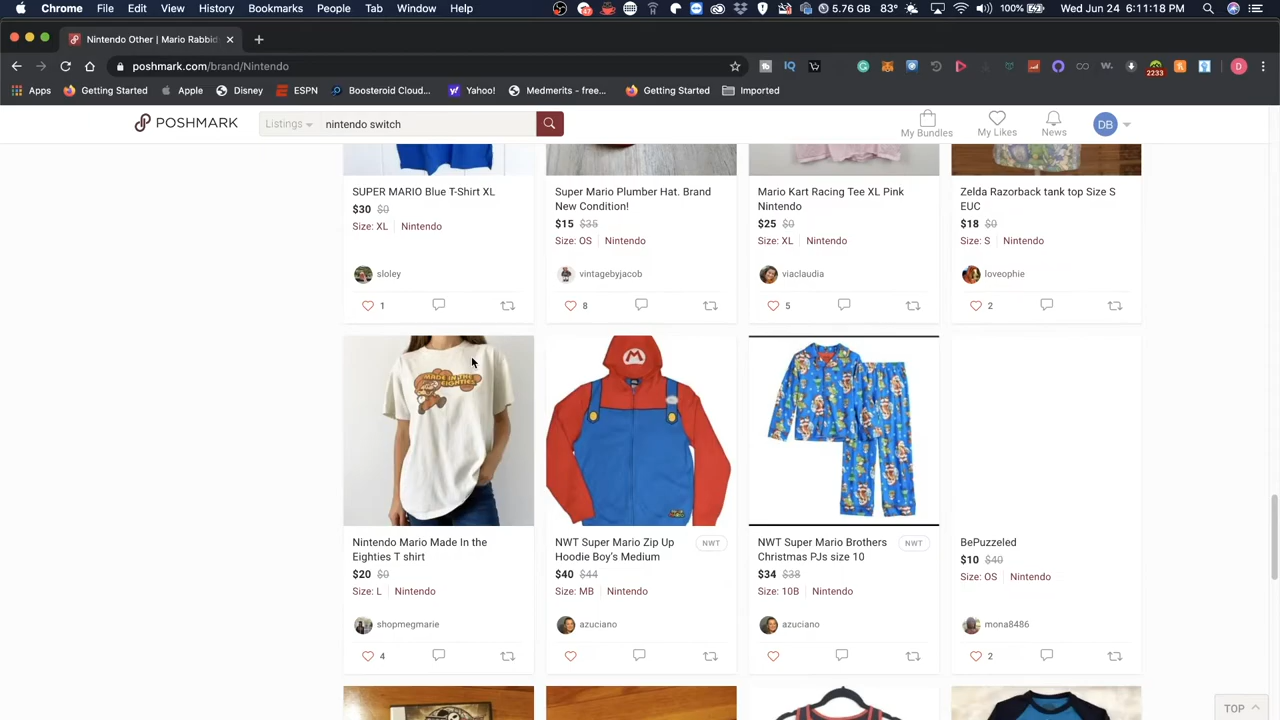 Chrome File Edit View History Bookmarks People Tab Window Help
5.76 GB 83° 100% Wed Jun 24 6:11:18 PM
Nintendo Other | Mario Rabbid
poshmark.com/brand/Nintendo
2233
D
Apps Getting Started Apple Disney ESPN Boosteroid Cloud... Yahoo! Medmerits - free... Getting Started Imported
POSHMARK
Listings nintendo switch
My Bundles My Likes News DB
SUPER MARIO Blue T-Shirt XL
$30 $0
Size: XL Nintendo
sloley
1
Super Mario Plumber Hat. Brand
New Condition!
$15 $35
Size: OS Nintendo
vintagebyjacob
8
Mario Kart Racing Tee XL Pink
Nintendo
$25 $0
Size: XL Nintendo
viaclaudia
5
Zelda Razorback tank top Size S
EUC
$18 $0
Size: S Nintendo
loveophie
2
MADE IN THE
EIGHTIES
Nintendo Mario Made In the
Eighties T shirt
$20 $0
Size: L Nintendo
shopmegmarie
4
M
NWT Super Mario Zip Up
Hoodie Boy's Medium
NWT
$40 $44
Size: MB Nintendo
azuciano
NWT Super Mario Brothers
Christmas PJs size 10
NWT
$34 $38
Size: 10B Nintendo
azuciano
BePuzzeled
$10 $40
Size: OS Nintendo
mona8486
2
TOP